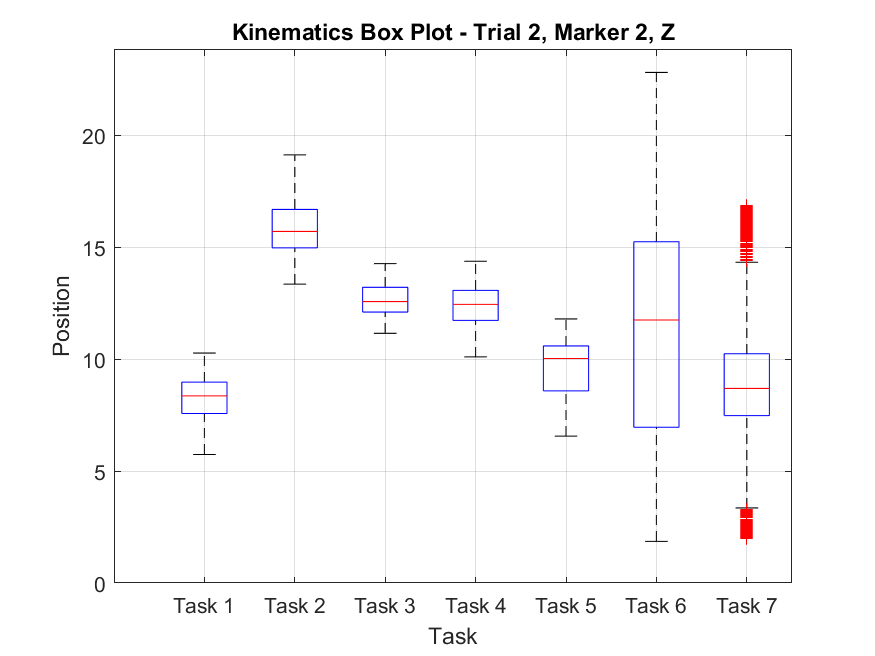 Kinematics Box Plot - Trial 2, Marker 2, Z
20
15
10
5
0
Position
Task 1 Task 2 Task 3 Task 4 Task 5 Task 6 Task 7
Task